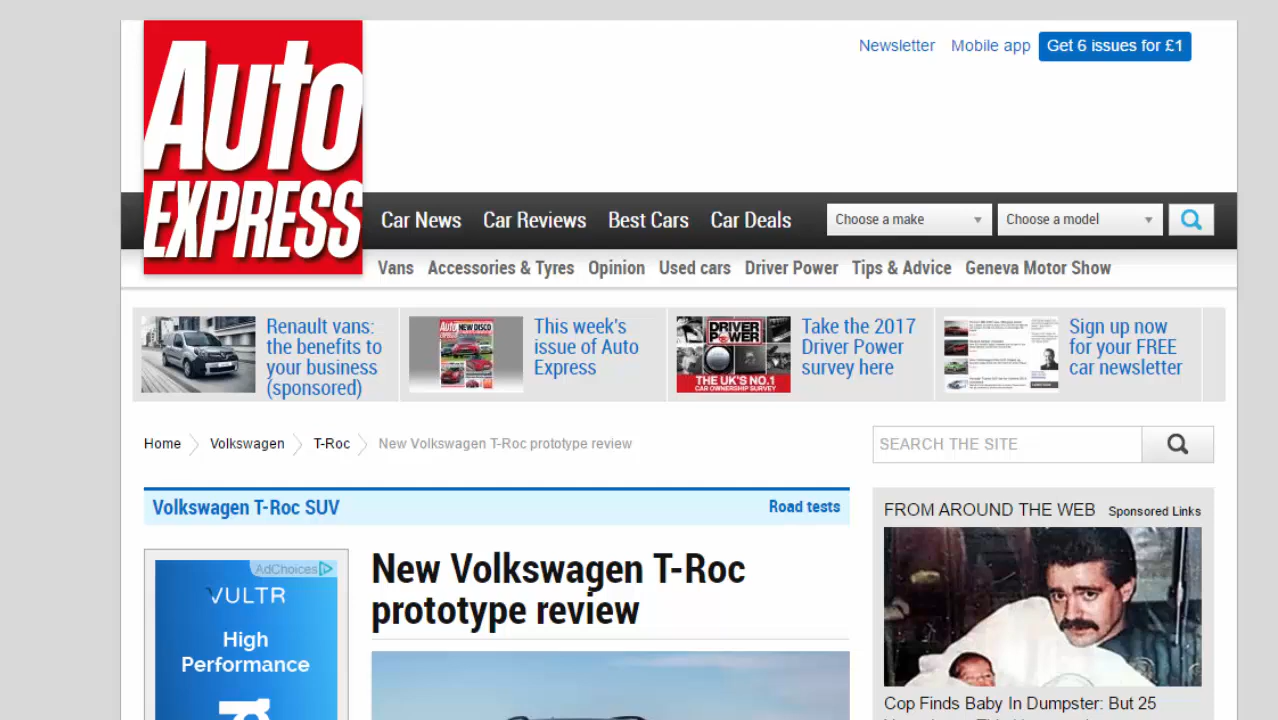 Auto
EXPRESS
Newsletter Mobile app Get 6 issues for £1
Car News Car Reviews Best Cars Car Deals Choose a make Choose a model
Vans Accessories & Tyres Opinion Used cars Driver Power Tips & Advice Geneva Motor Show
Renault vans:
the benefits to
your business
(sponsored)
Auto NEW DISCO
EXPRESS
This week's
issue of Auto
Express
DRIVER
POWER
THE UK'S NO.1
CAR OWNERSHIP SURVEY
Take the 2017
Driver Power
survey here
Sign up now
for your FREE
car newsletter
Home Volkswagen T-Roc New Volkswagen T-Roc prototype review
SEARCH THE SITE
Volkswagen T-Roc SUV Road tests
AdChoices
VULTR
High
Performance
New Volkswagen T-Roc
prototype review
FROM AROUND THE WEB Sponsored Links
Cop Finds Baby In Dumpster: But 25